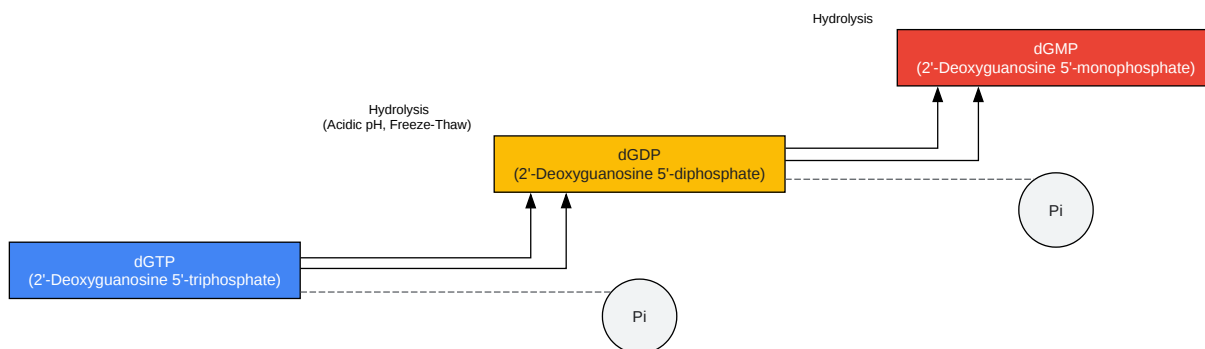 Hydrolysis
dGMP
(2'-Deoxyguanosine 5'-monophosphate)
Hydrolysis
(Acidic pH, Freeze-Thaw)
dGDP
(2'-Deoxyguanosine 5'-diphosphate)
Pi
dGTP
(2'-Deoxyguanosine 5'-triphosphate)
Pi